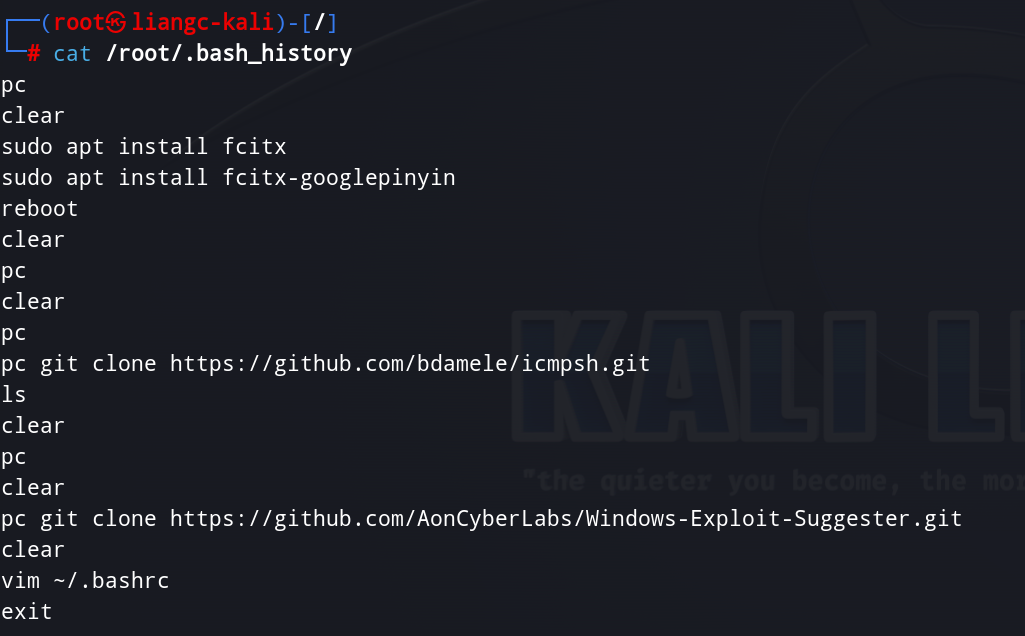 ┌──(root㉿liangc-kali)-[/]
└─# cat /root/.bash_history
pc
clear
sudo apt install fcitx
sudo apt install fcitx-googlepinyin
reboot
clear
pc
clear
pc
pc git clone https://github.com/bdamele/icmpsh.git
ls
clear
pc
clear
pc git clone https://github.com/AonCyberLabs/Windows-Exploit-Suggester.git
clear
vim ~/.bashrc
exit
KALI LI
"the quieter you become, the mor